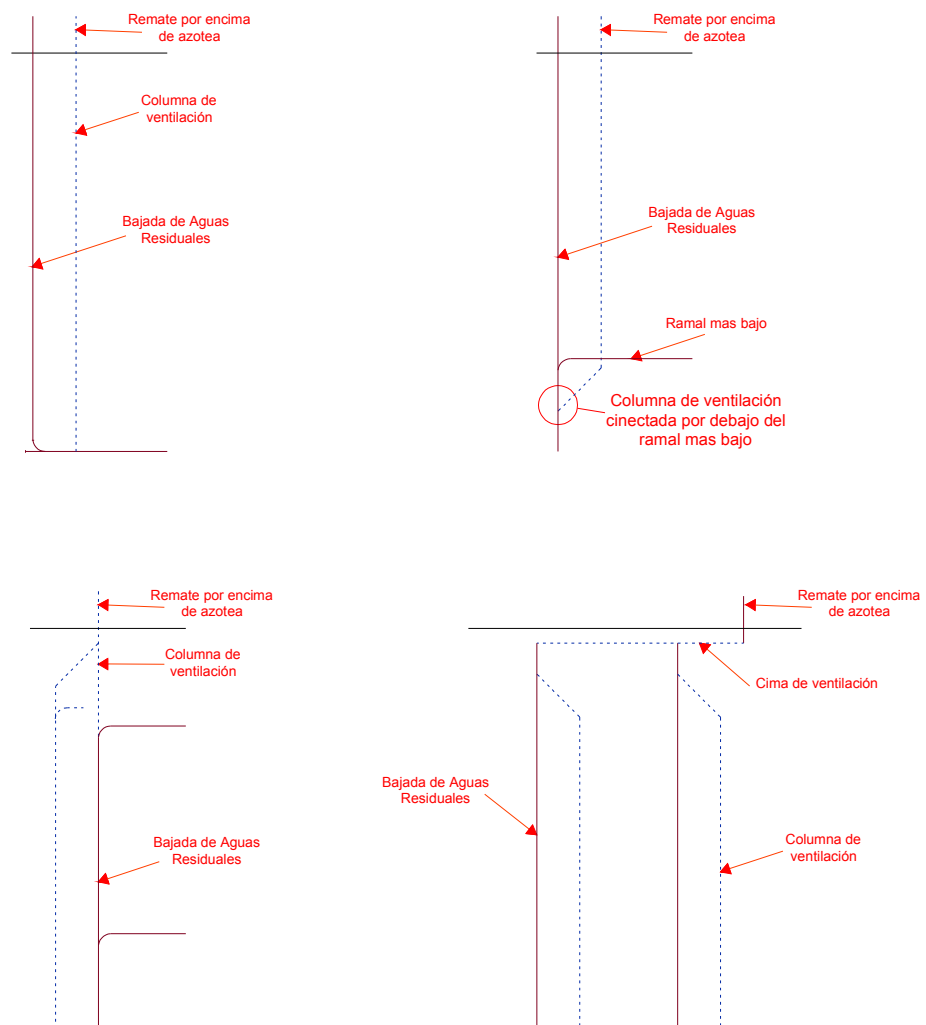 Remate por encima
de azotea
Columna de
ventilación
Bajada de Aguas
Residuales
Remate por encima
de azotea
Bajada de Aguas
Residuales
Ramal mas bajo
Columna de ventilación
cinectada por debajo del
ramal mas bajo
Remate por encima
de azotea
Columna de
ventilación
Bajada de Aguas
Residuales
Remate por encima
de azotea
Cima de ventilación
Bajada de Aguas
Residuales
Columna de
ventilación